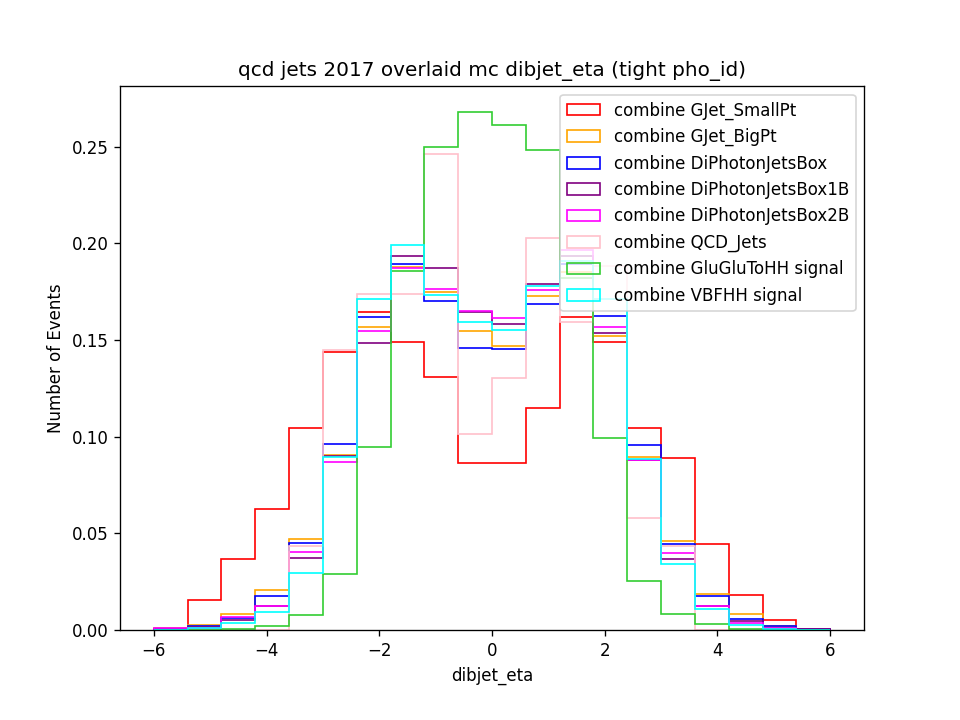 qcd jets 2017 overlaid mc dibjet_eta (tight pho_id)
combine GJet_SmallPt
combine GJet_BigPt
combine DiPhotonJetsBox
combine DiPhotonJetsBox1B
combine DiPhotonJetsBox2B
combine QCD_Jets
combine GluGluToHH signal
combine VBFHH signal
Number of Events
0.25
0.20
0.15
0.10
0.05
0.00
−6 −4 −2 0 2 4 6
dibjet_eta